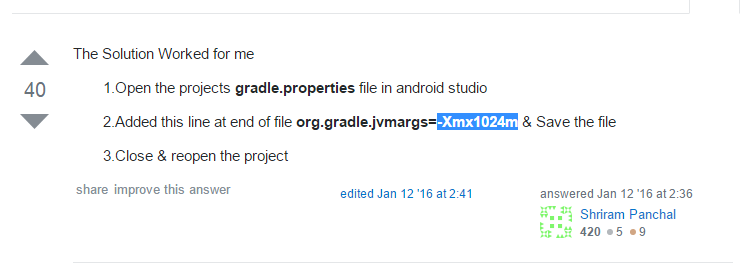 The Solution Worked for me
40
1.Open the projects gradle.properties file in android studio
2.Added this line at end of file org.gradle.jvmargs=-Xmx1024m & Save the file
3.Close & reopen the project
share improve this answer
edited Jan 12 '16 at 2:41
answered Jan 12 '16 at 2:36
Shriram Panchal
420 5 9